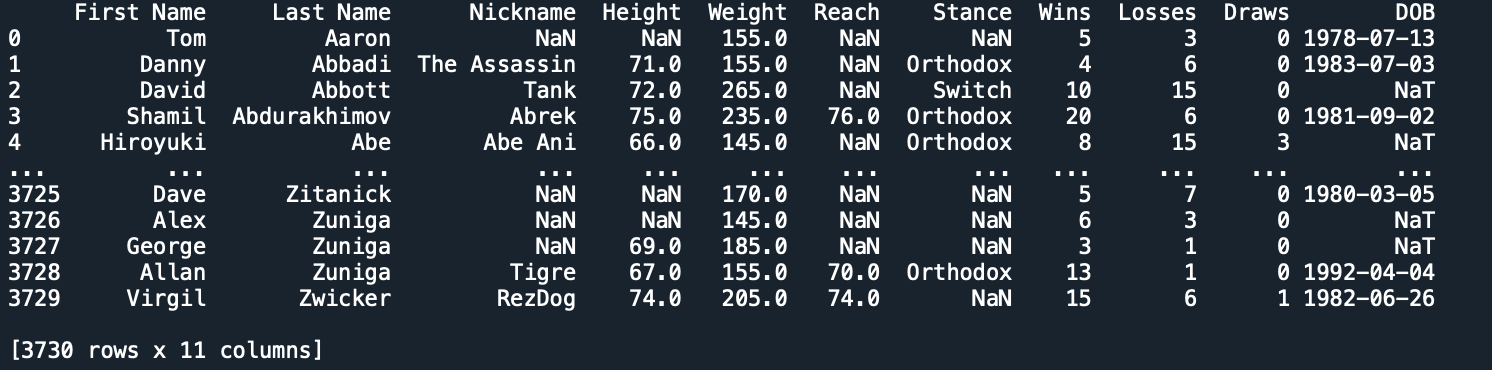 First Name Last Name Nickname Height Weight Reach Stance Wins Losses Draws DOB
0 Tom Aaron NaN NaN 155.0 NaN NaN 5 3 0 1978-07-13
1 Danny Abbadi The Assassin 71.0 155.0 NaN Orthodox 4 6 0 1983-07-03
2 David Abbott Tank 72.0 265.0 NaN Switch 10 15 0 NaT
3 Shamil Abdurakhimov Abrek 75.0 235.0 76.0 Orthodox 20 6 0 1981-09-02
4 Hiroyuki Abe Abe Ani 66.0 145.0 NaN Orthodox 8 15 3 NaT
... ... ... ... ... ... ... ... ... ... ... ...
3725 Dave Zitanick NaN NaN 170.0 NaN NaN 5 7 0 1980-03-05
3726 Alex Zuniga NaN NaN 145.0 NaN NaN 6 3 0 NaT
3727 George Zuniga NaN 69.0 185.0 NaN NaN 3 1 0 NaT
3728 Allan Zuniga Tigre 67.0 155.0 70.0 Orthodox 13 1 0 1992-04-04
3729 Virgil Zwicker RezDog 74.0 205.0 74.0 NaN 15 6 1 1982-06-26
[3730 rows x 11 columns]